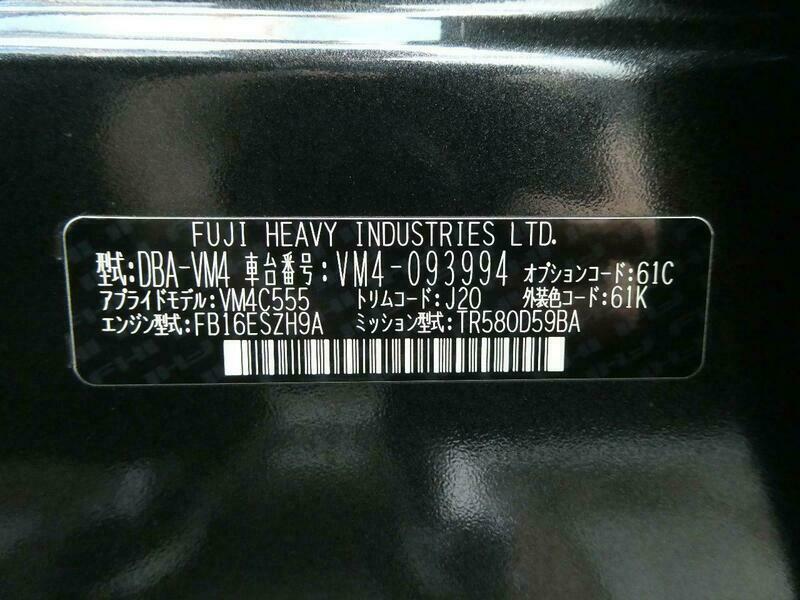 FUJI HEAVY INDUSTRIES LTD.
型式:DBA-VM4 車台番号:VM4-093994 オプションコード:61C
アプライドモデル:VM4C555 トリムコード:J20 外装色コード:61K
エンジン型式:FB16ESZH9A ミッション型式:TR580D59BA